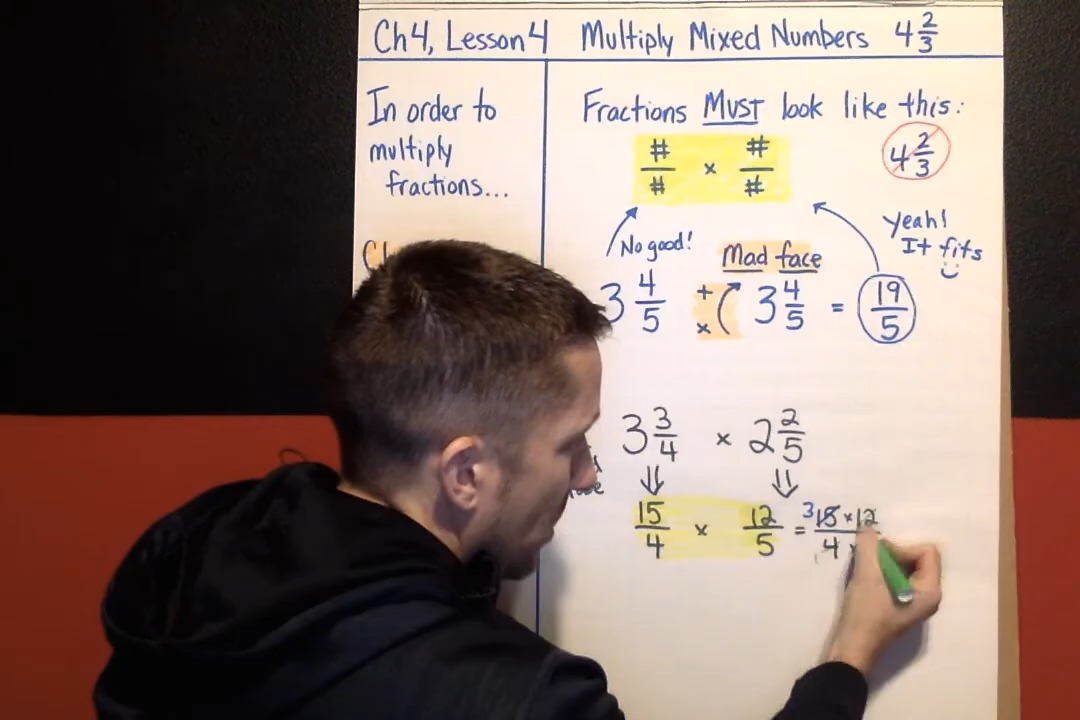 Ch4, Lesson 4 Multiply Mixed Numbers 4 2/3
In order to
multiply
fractions...
Fractions MUST look like this:
#/# × #/#
4 2/3
No good!
Mad face
Yeah!
It fits
3 4/5
+
×
3 4/5 = 19/5
3 3/4 × 2 2/5
15/4 × 12/5 = 3 15 × 12
4